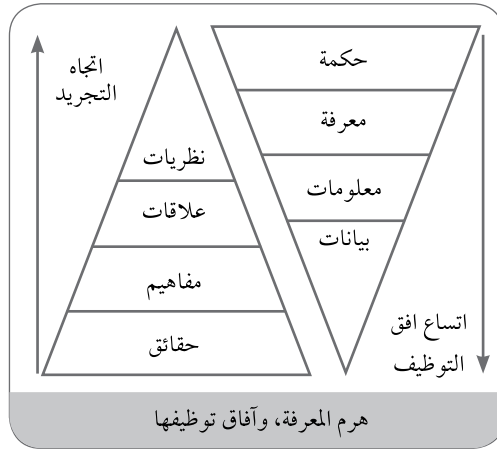 حكمة
معرفة
معلومات
بيانات
اتساع افق
التوظيف
اتجاه
التجريد
نظريات
علاقات
مفاهيم
حقائق
هرم المعرفة، وآفاق توظيفها